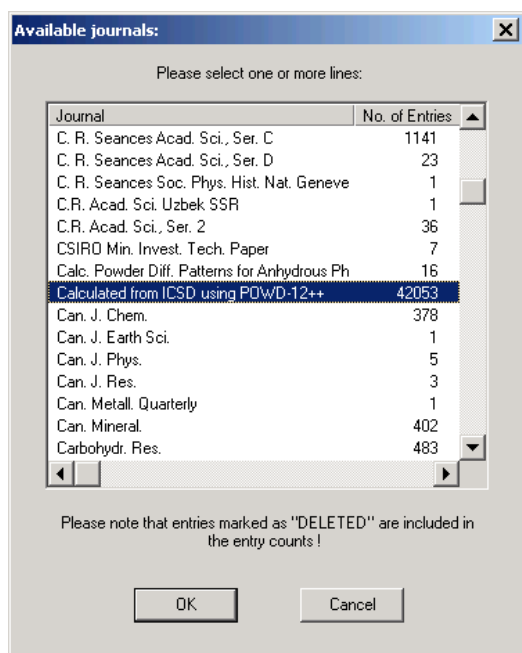 Available journals:
Please select one or more lines:
Journal No. of Entries
C. R. Seances Acad. Sci., Ser. C 1141
C. R. Seances Acad. Sci., Ser. D 23
C. R. Seances Soc. Phys. Hist. Nat. Geneve 1
C.R. Acad. Sci. Uzbek SSR 1
C.R. Acad. Sci., Ser. 2 36
CSIRO Min. Invest. Tech. Paper 7
Calc. Powder Diff. Patterns for Anhydrous Ph 16
Calculated from ICSD using POWD-12++ 42053
Can. J. Chem. 378
Can. J. Earth Sci. 1
Can. J. Phys. 5
Can. J. Res. 3
Can. Metall. Quarterly 1
Can. Mineral. 402
Carbohydr. Res. 483
Please note that entries marked as "DELETED" are included in
the entry counts !
OK Cancel